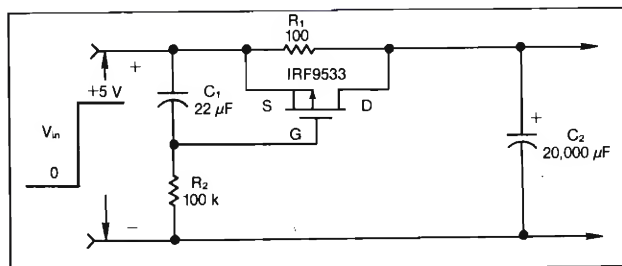 R₁
100
IRF9533
+
+5 V
C₁
22 µF
S
D
G
Vin
0
R₂
100 k
+
C₂
20,000 µF
−